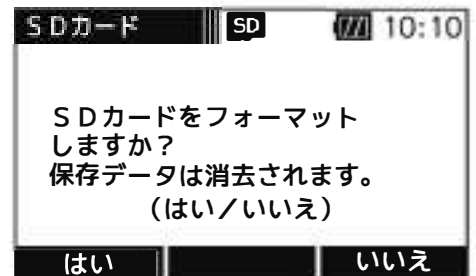 ＳＤカード SD 10:10
ＳＤカードをフォーマット
しますか？
保存データは消去されます。
（はい／いいえ）
はい いいえ